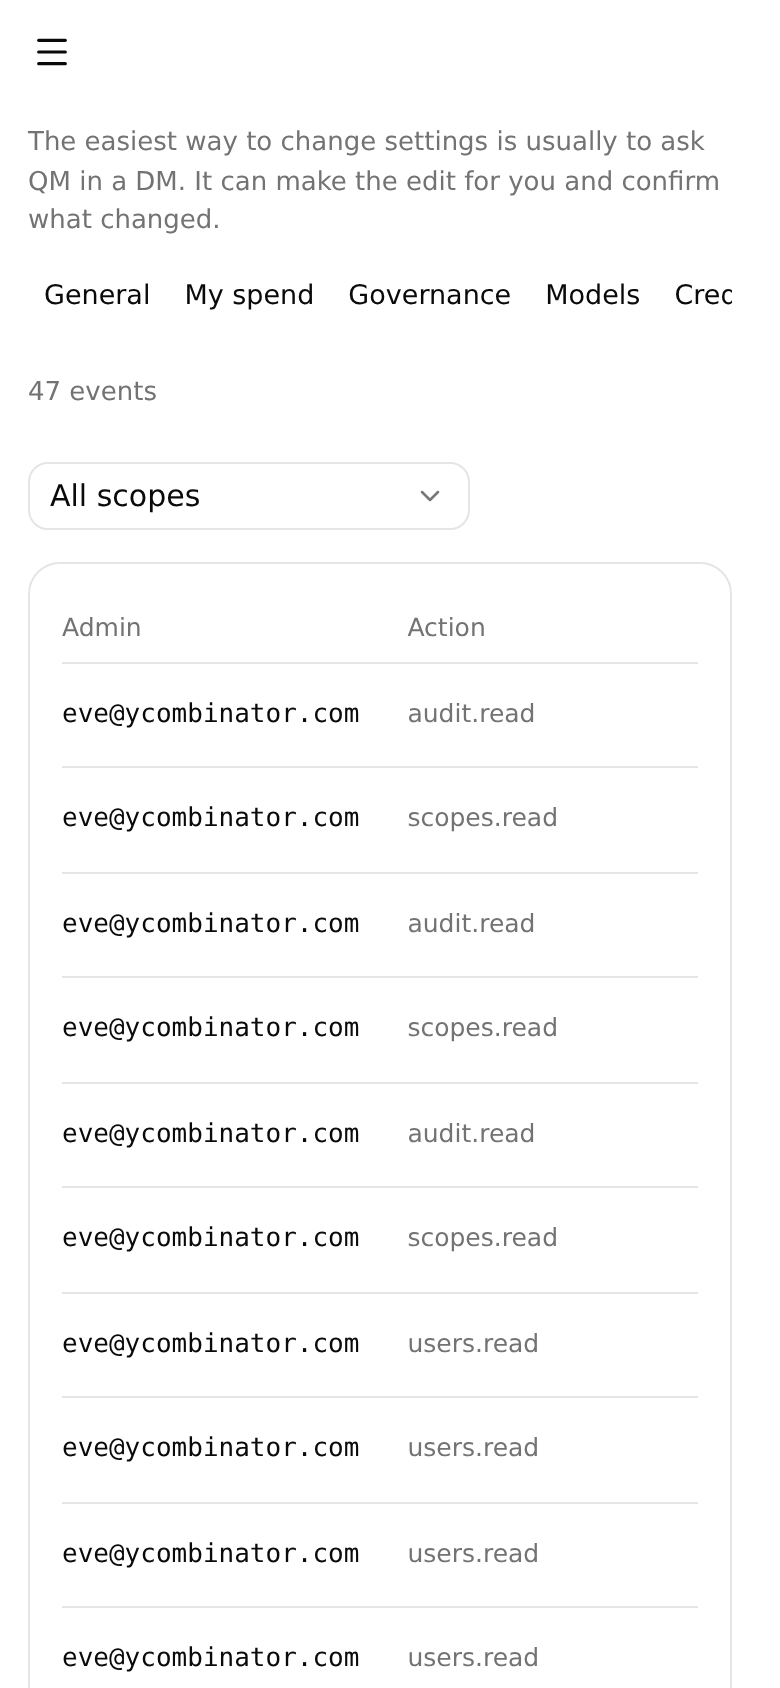 The easiest way to change settings is usually to ask
QM in a DM. It can make the edit for you and confirm
what changed.
General My spend Governance Models
47 events
All scopes
Admin Action
eve@ycombinator.com audit.read
eve@ycombinator.com scopes.read
eve@ycombinator.com audit.read
eve@ycombinator.com scopes.read
eve@ycombinator.com audit.read
eve@ycombinator.com scopes.read
eve@ycombinator.com users.read
eve@ycombinator.com users.read
eve@ycombinator.com users.read
eve@ycombinator.com users.read